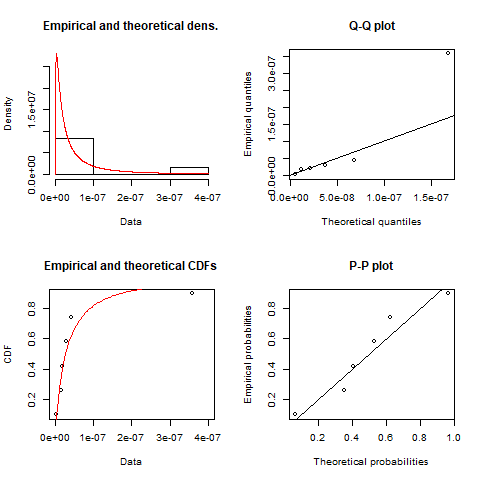 Empirical and theoretical dens.
Density
0.0e+00 1.5e+07
0e+00 1e-07 2e-07 3e-07 4e-07
Data
Q-Q plot
Empirical quantiles
0.0e+00 1.5e-07 3.0e-07
0.0e+00 5.0e-08 1.0e-07 1.5e-07
Theoretical quantiles
Empirical and theoretical CDFs
CDF
0.2 0.4 0.6 0.8
0e+00 1e-07 2e-07 3e-07 4e-07
Data
P-P plot
Empirical probabilities
0.2 0.4 0.6 0.8
0.2 0.4 0.6 0.8 1.0
Theoretical probabilities